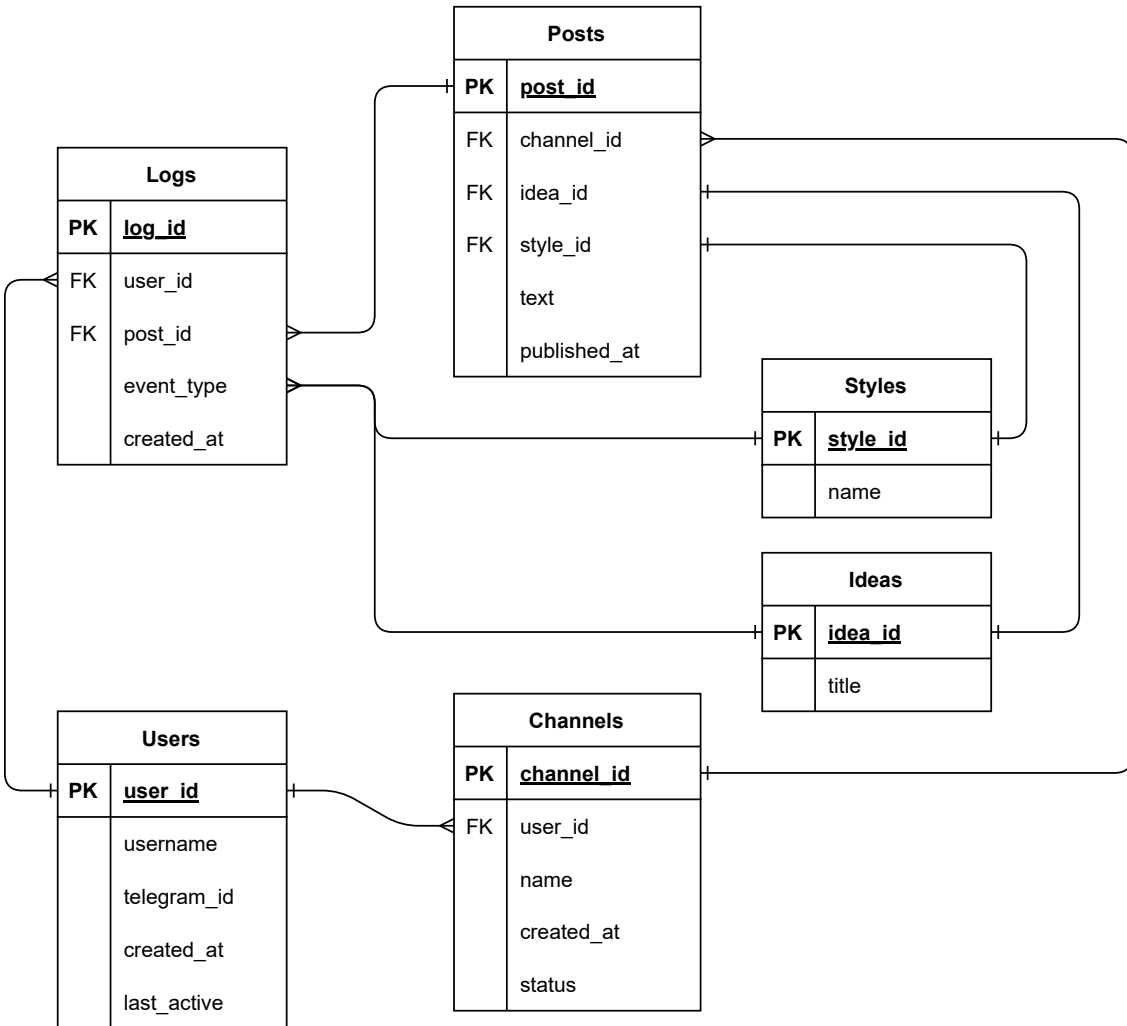 Posts
PK post_id
FK channel_id
FK idea_id
FK style_id
text
published_at
Logs
PK log_id
FK user_id
FK post_id
event_type
created_at
Styles
PK style_id
name
Ideas
PK idea_id
title
Users
PK user_id
username
telegram_id
created_at
last_active
Channels
PK channel_id
FK user_id
name
created_at
status